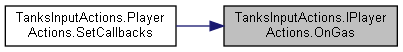 TanksInputActions.Player
Actions.SetCallbacks
TanksInputActions.IPlayer
Actions.OnGas